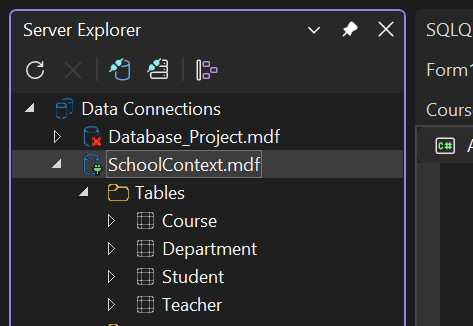 Server Explorer
SQLQ
Form1
Cours
Data Connections
Database_Project.mdf
SchoolContext.mdf
C#
Tables
Course
Department
Student
Teacher